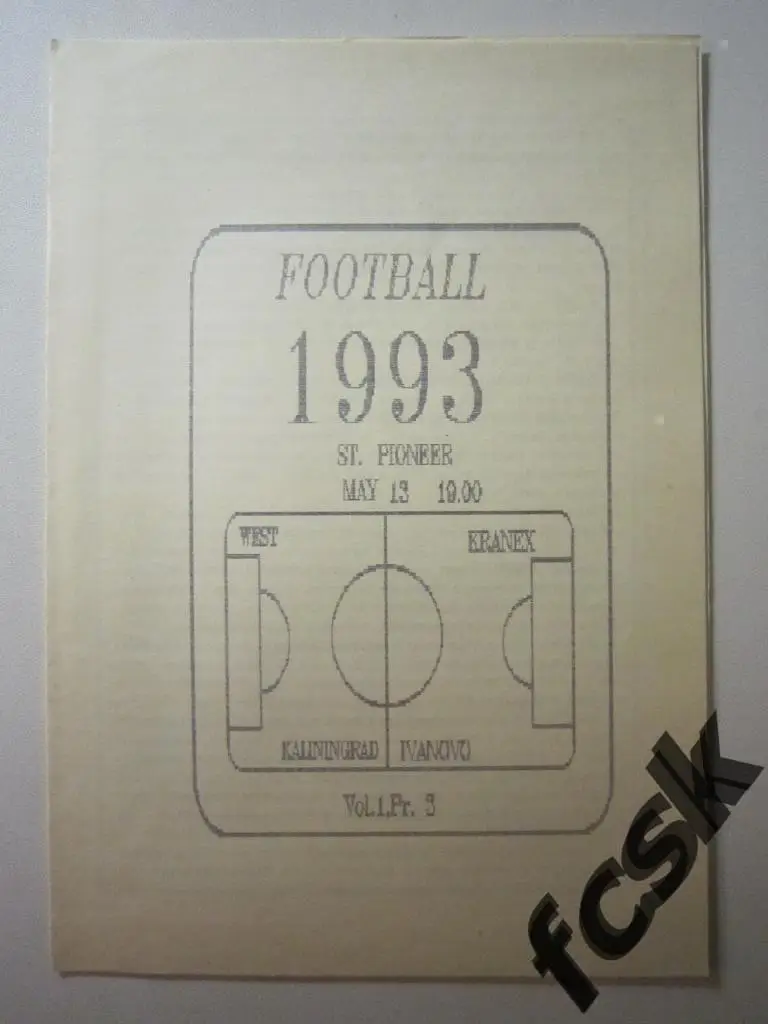 FOOTBALL
1993
ST. PIONEER
MAY 13 19.00
WEST KRANEX
KALININGRAD IVANOVO
Vol.1,Pr. 3
fcsk